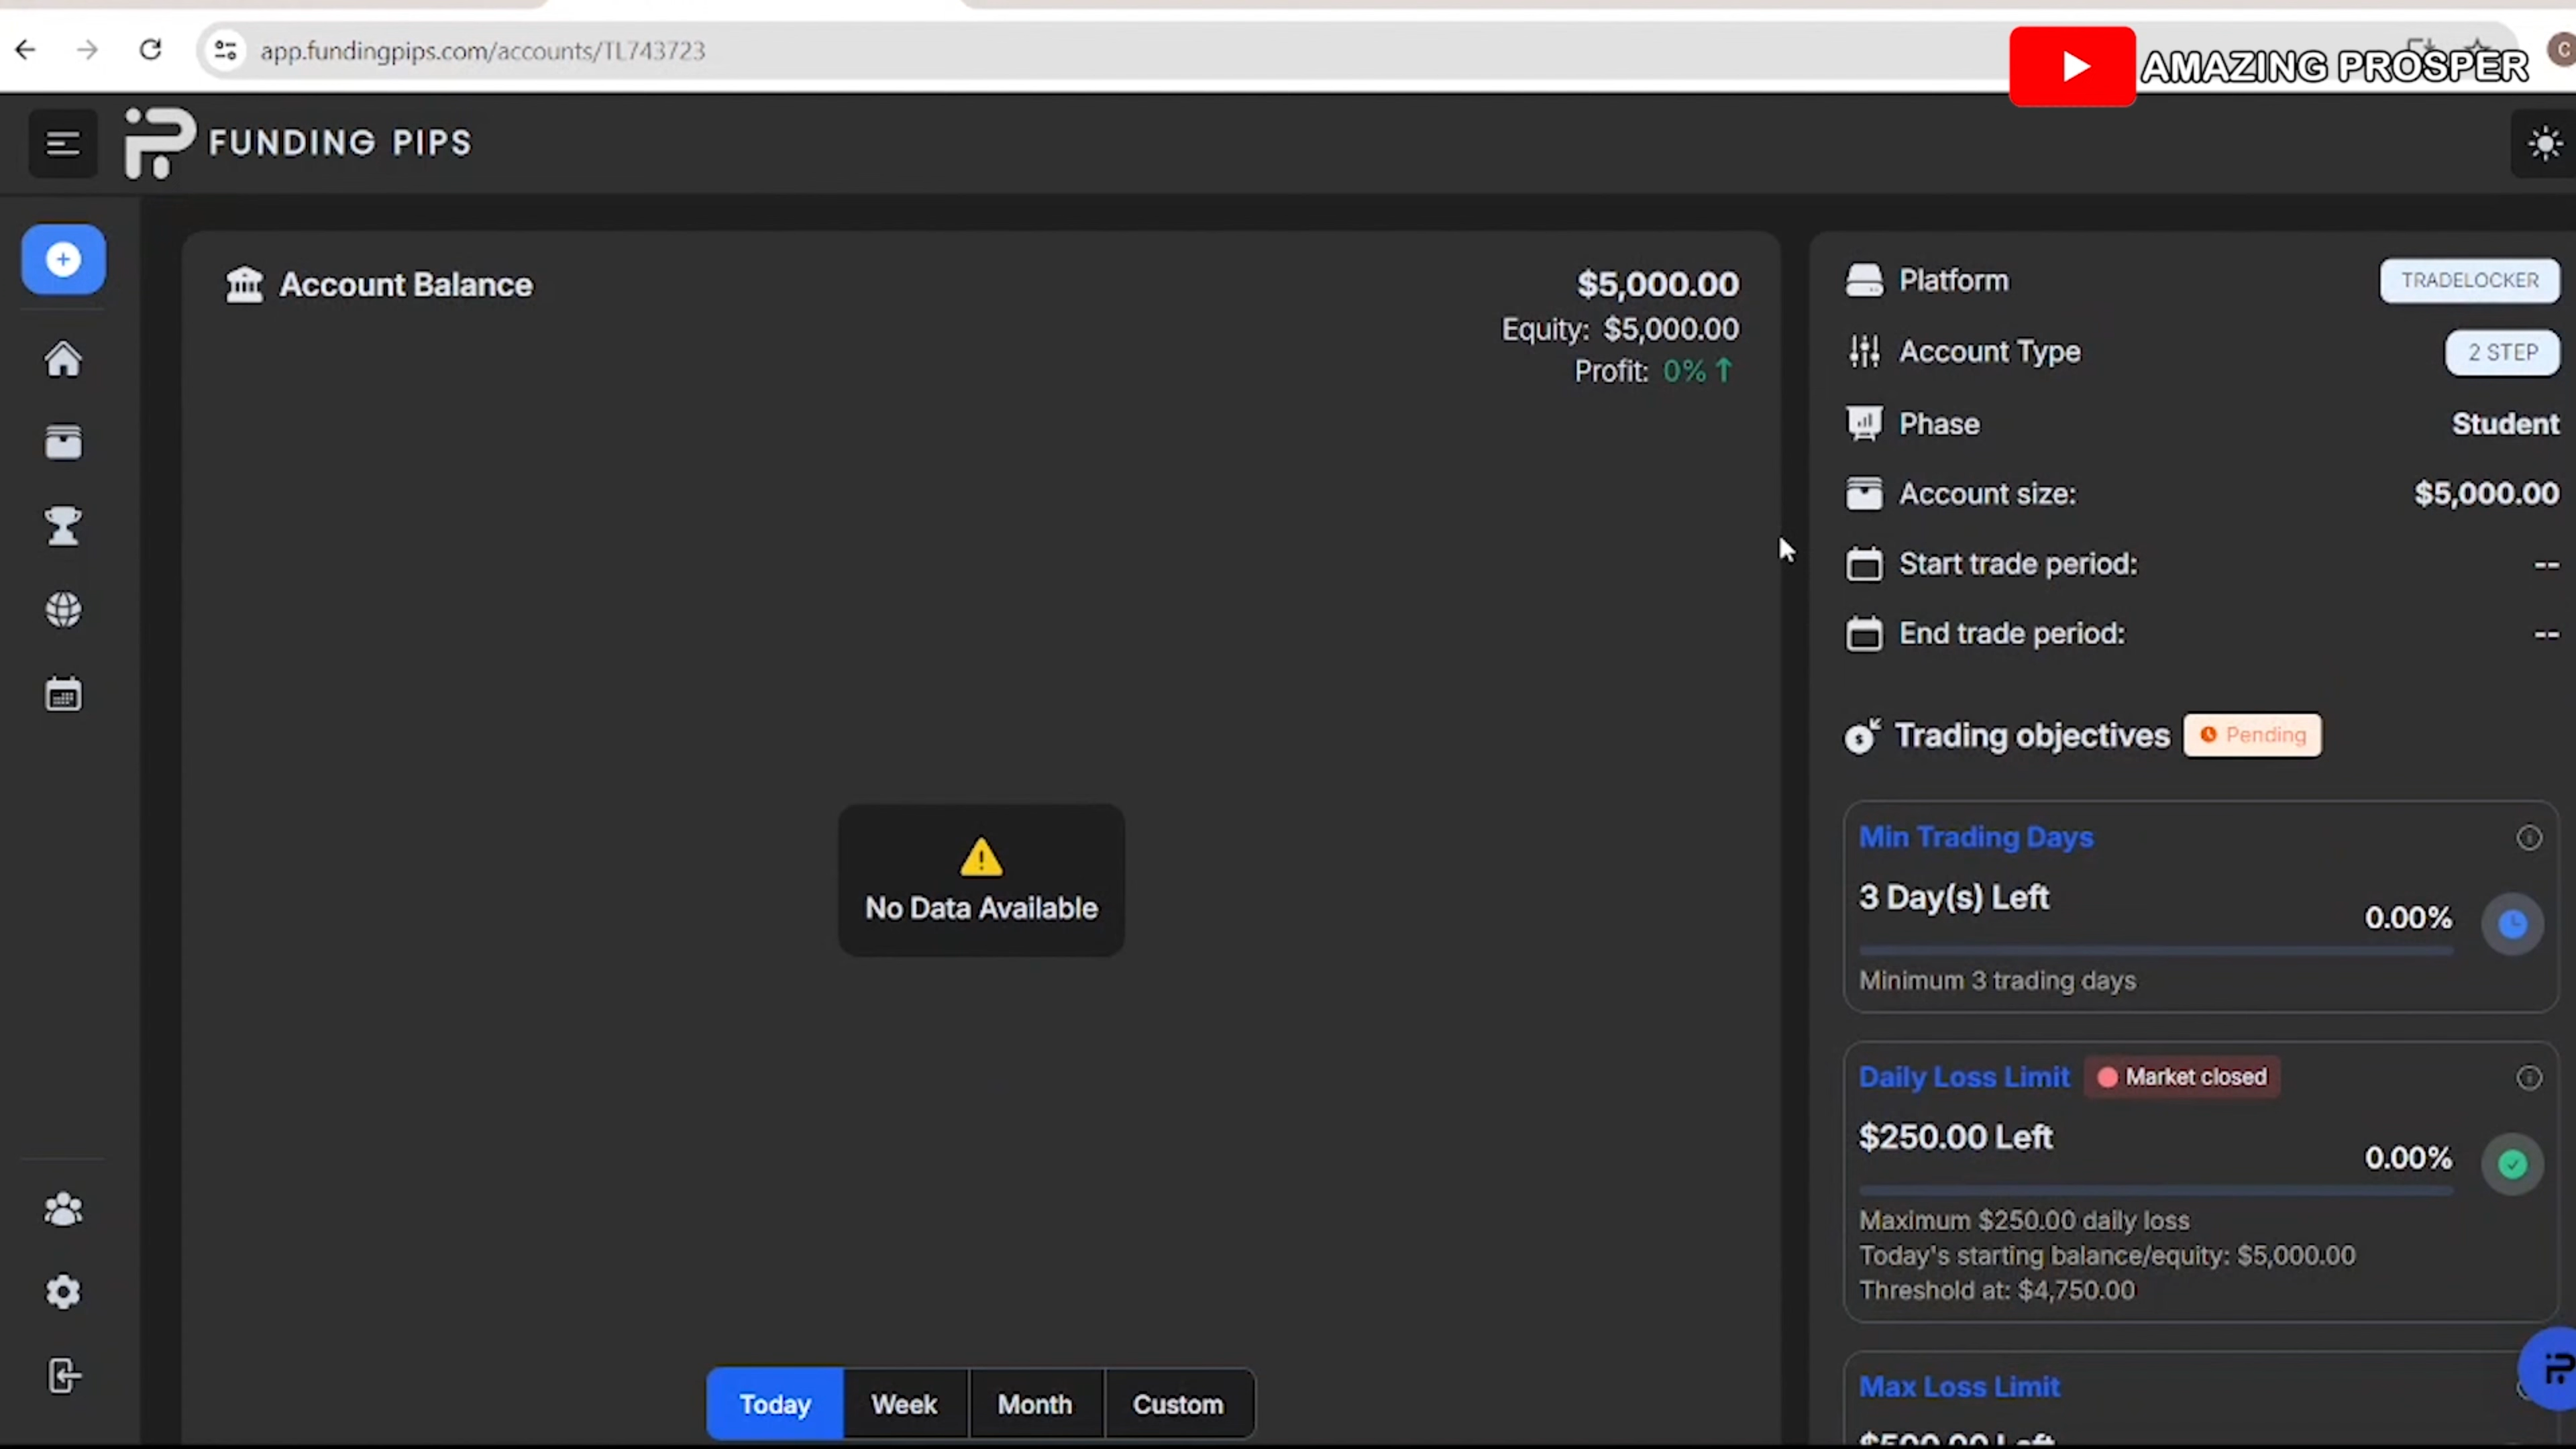 app.fundingpips.com/accounts/TL743723
AMAZING PROSPER
C
FUNDING PIPS
Account Balance
$5,000.00
Equity: $5,000.00
Profit: 0% ↑
No Data Available
Today
Week
Month
Custom
Platform
TRADELOCKER
Account Type
2 STEP
Phase
Student
Account size:
$5,000.00
Start trade period:
--
End trade period:
--
Trading objectives
Pending
Min Trading Days
3 Day(s) Left
0.00%
Minimum 3 trading days
Daily Loss Limit
Market closed
$250.00 Left
0.00%
Maximum $250.00 daily loss
Today's starting balance/equity: $5,000.00
Threshold at: $4,750.00
Max Loss Limit
$500.00 Left